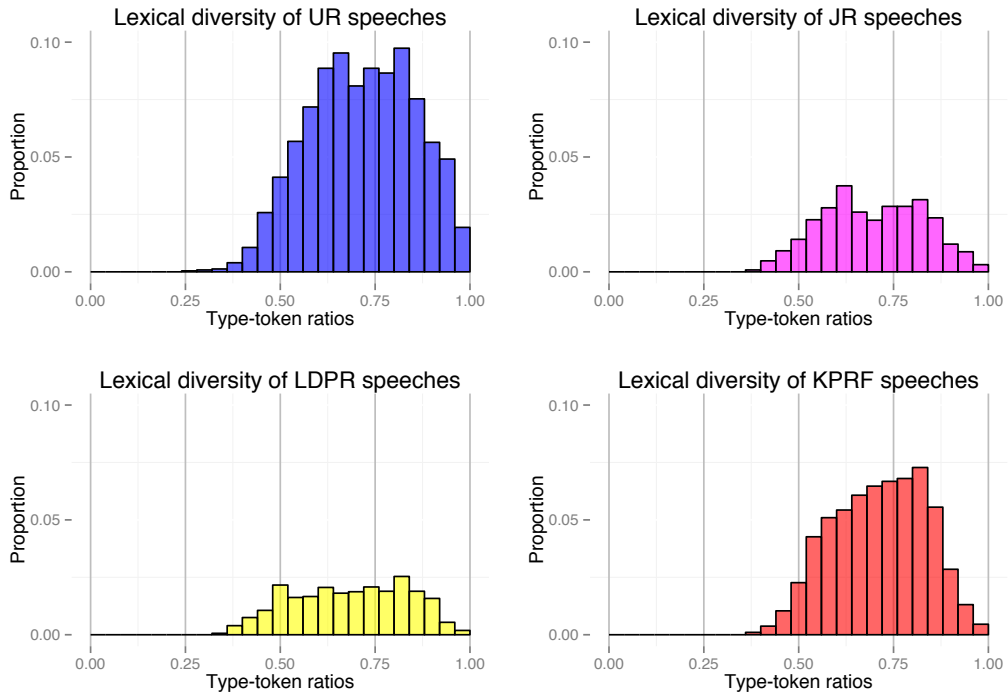 Lexical diversity of UR speeches
0.10
0.05
0.00
Proportion
0.00 0.25 0.50 0.75 1.00
Type-token ratios
Lexical diversity of JR speeches
0.10
0.05
0.00
Proportion
0.00 0.25 0.50 0.75 1.00
Type-token ratios
Lexical diversity of LDPR speeches
0.10
0.05
0.00
Proportion
0.00 0.25 0.50 0.75 1.00
Type-token ratios
Lexical diversity of KPRF speeches
0.10
0.05
0.00
Proportion
0.00 0.25 0.50 0.75 1.00
Type-token ratios